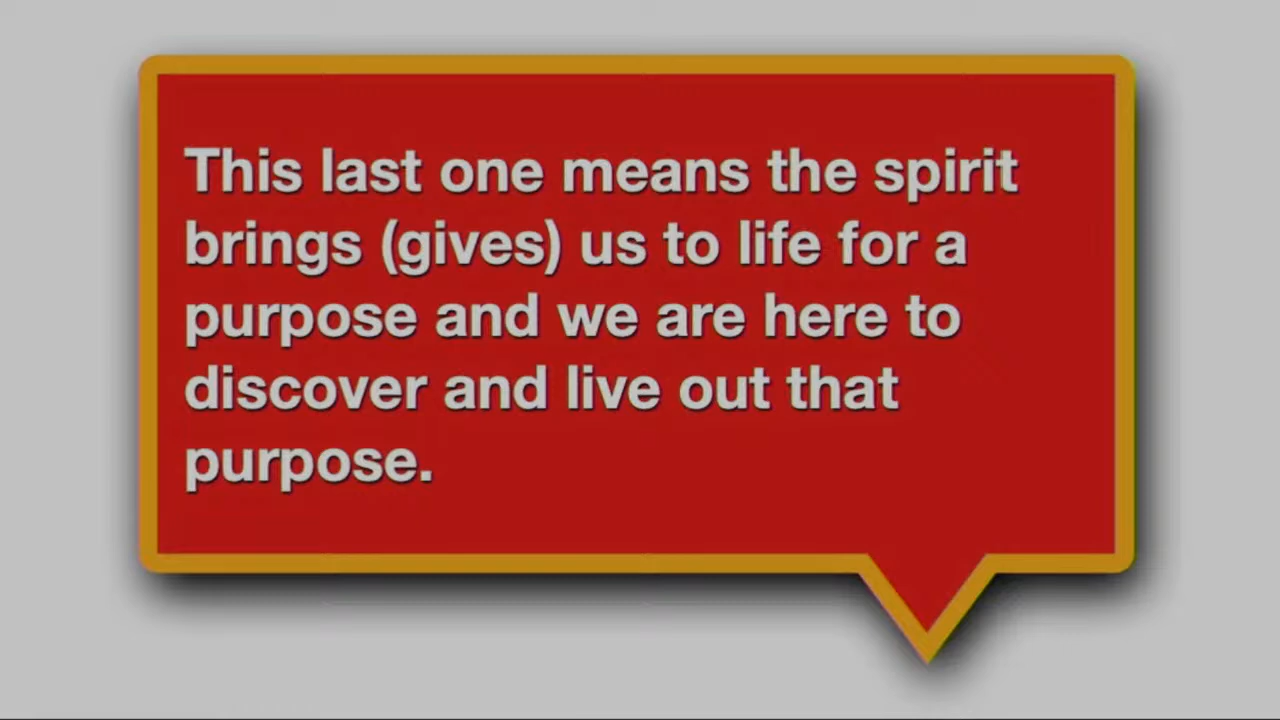 This last one means the spirit
brings (gives) us to life for a
purpose and we are here to
discover and live out that
purpose.